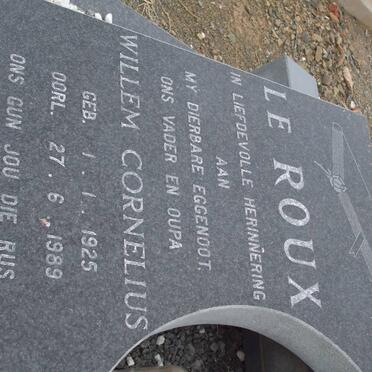 LE ROUX
IN LIEFDEVOLLE HERINNERING
AAN
MY DIERBARE EGGENOOT,
ONS VADER EN OUPA
WILLEM CORNELIUS
GEB. 1 . 1 . 1925
OORL. 27 . 6 . 1989
ONS GUN JOU DIE RUS